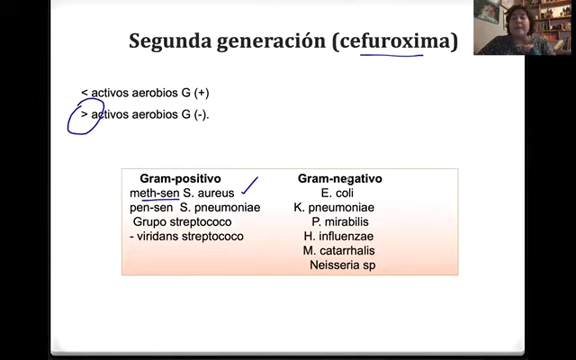 Segunda generación (cefuroxima)
< activos aerobios G (+)
> activos aerobios G (-).
Gram-positivo
meth-sen S. aureus
pen-sen S. pneumoniae
Grupo streptococo
- viridans streptococo
Gram-negativo
E. coli
K. pneumoniae
P. mirabilis
H. influenzae
M. catarrhalis
Neisseria sp